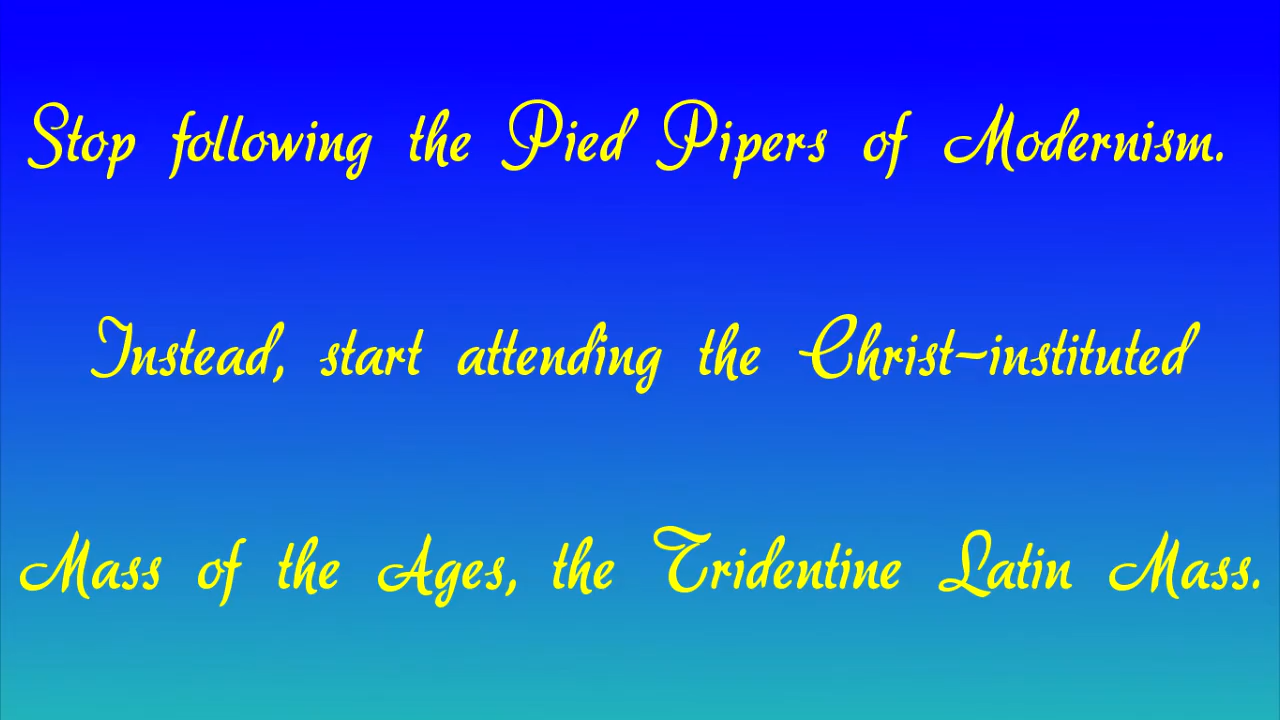 Stop following the Pied Pipers of Modernism.
Instead, start attending the Christ-instituted
Mass of the Ages, the Tridentine Latin Mass.